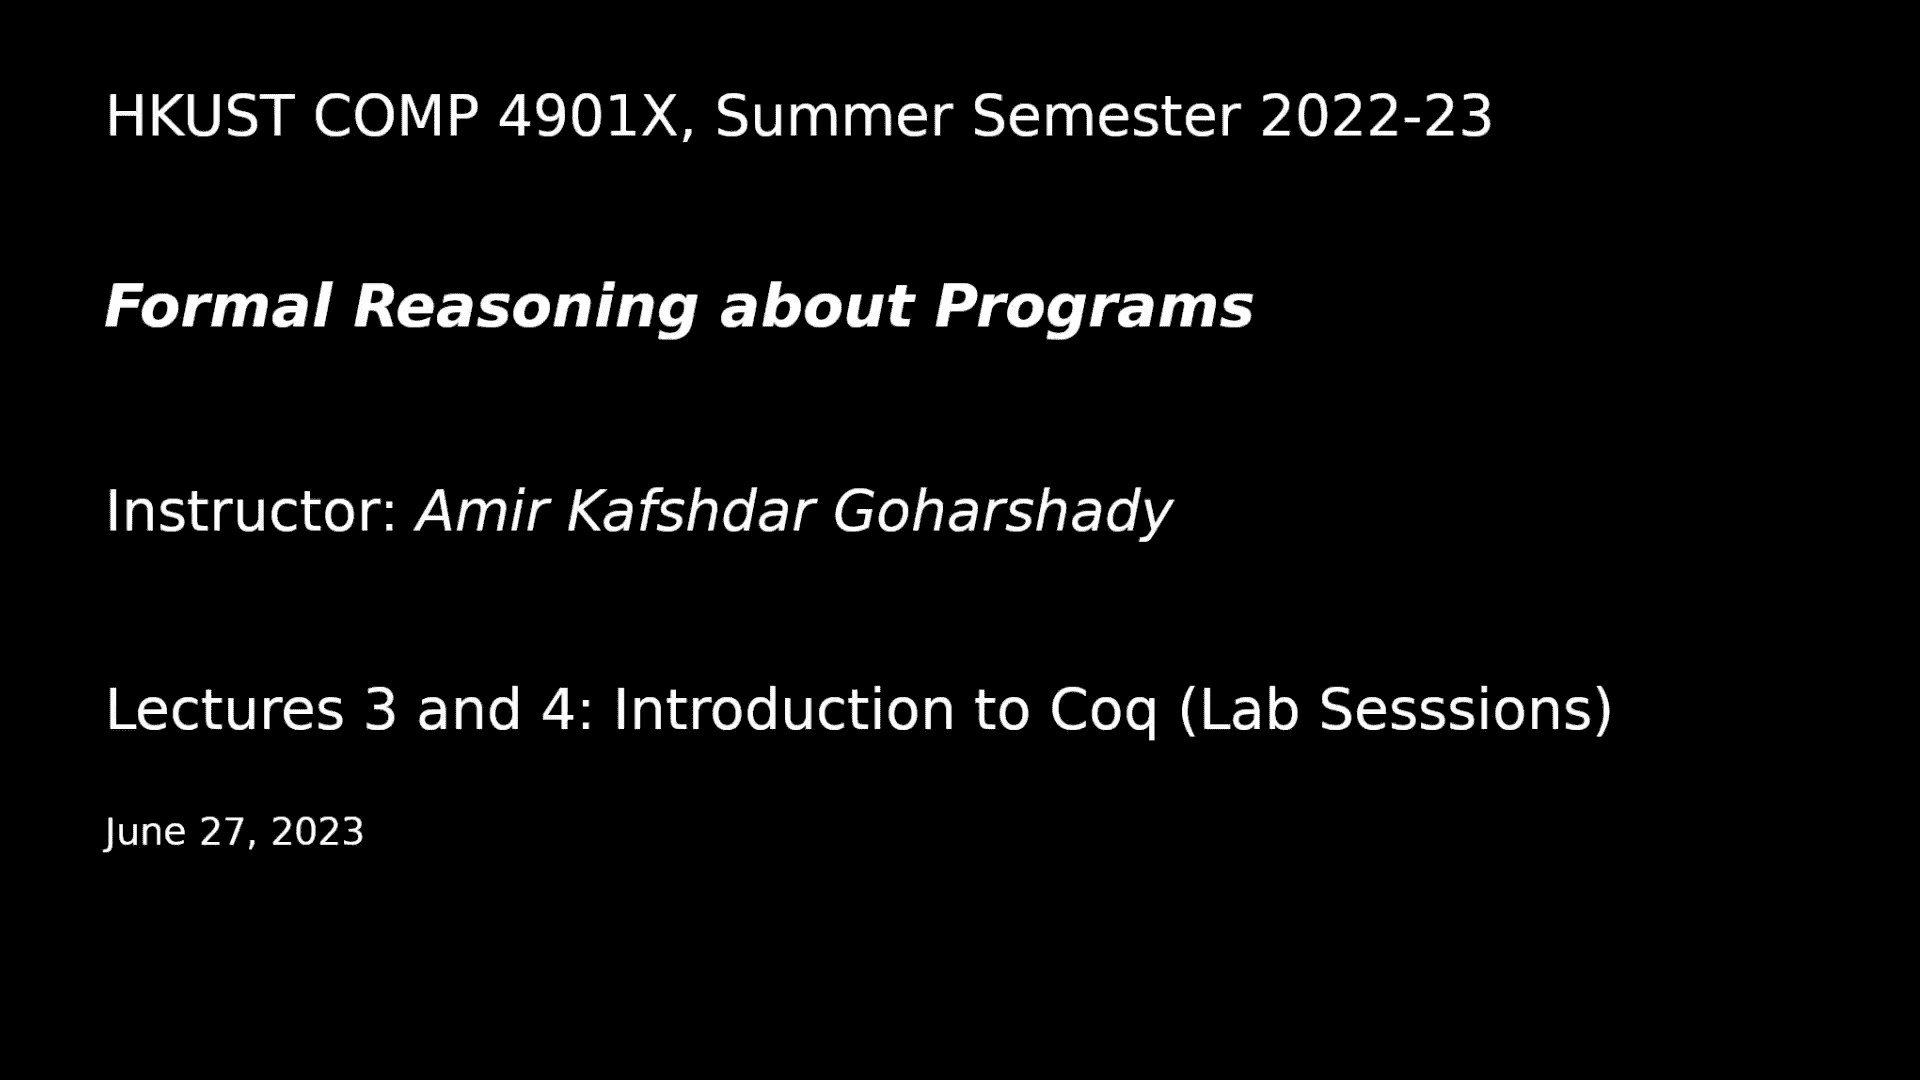 HKUST COMP 4901X, Summer Semester 2022-23
Formal Reasoning about Programs
Instructor: Amir Kafshdar Goharshady
Lectures 3 and 4: Introduction to Coq (Lab Sesssions)
June 27, 2023